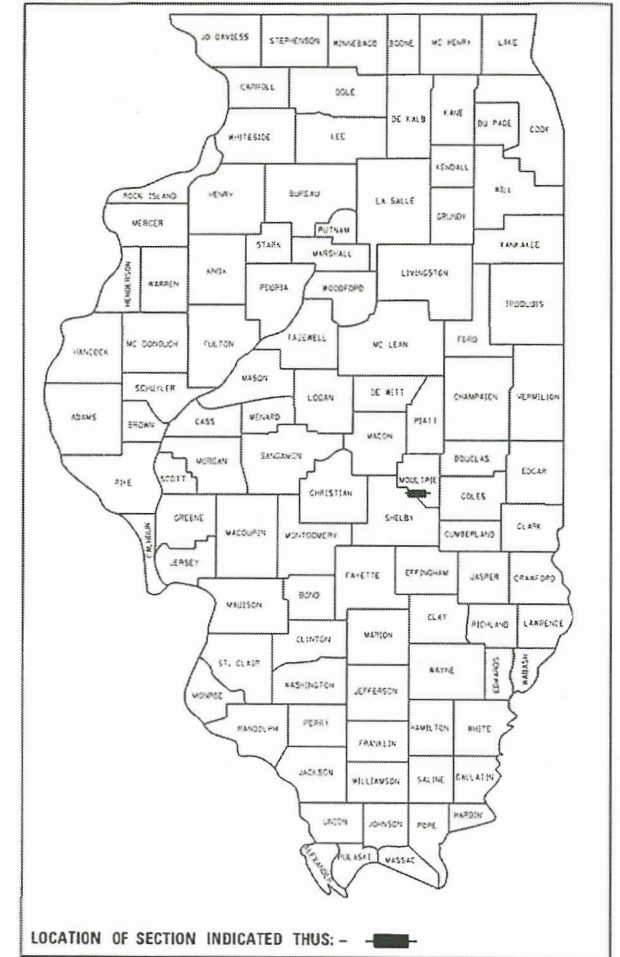 JO DAVIESS STEPHENSON WINNEBAGO BOONE MC HENRY LAKE
CARROLL OGLE DE KALB KANE DU PAGE COOK
WHITESIDE LEE KENDALL WILL
ROCK ISLAND HENRY BUREAU LA SALLE GRUNDY
MERCER PUTNAM KANKAKEE
STARK MARSHALL
HENDERSON WARREN KNOX PEORIA WOODFORD LIVINGSTON IROQUOIS
HANCOCK MC DONOUGH FULTON TAZEWELL MC LEAN FORD
SCHUYLER MASON LOGAN DE WITT CHAMPAIGN VERMILION
ADAMS BROWN CASS MENARD MACON PIATT
PIKE SCOTT MORGAN SANGAMON CHRISTIAN MOULTRIE DOUGLAS EDGAR
COLES
CALHOUN GREENE MACOUPIN MONTGOMERY SHELBY CUMBERLAND CLARK
JERSEY FAYETTE EFFINGHAM JASPER CRAWFORD
MADISON BOND
CLINTON MARION CLAY RICHLAND LAWRENCE
ST. CLAIR WASHINGTON WAYNE EDWARDS WABASH
MONROE JEFFERSON
RANDOLPH PERRY HAMILTON WHITE
FRANKLIN
JACKSON WILLIAMSON SALINE GALLATIN
UNION JOHNSON POPE HARDIN
ALEXANDER PULASKI MASSAC
LOCATION OF SECTION INDICATED THUS: -